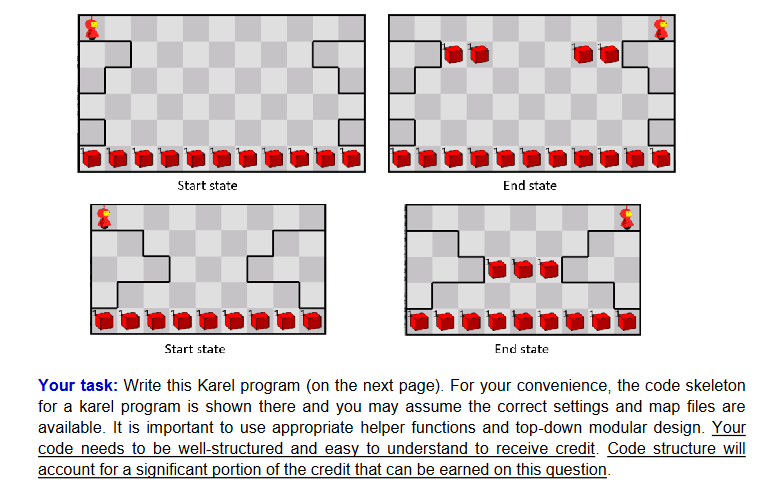 Start state
End state
Start state
End state
Your task: Write this Karel program (on the next page). For your convenience, the code skeleton
for a karel program is shown there and you may assume the correct settings and map files are
available. It is important to use appropriate helper functions and top-down modular design. Your
code needs to be well-structured and easy to understand to receive credit. Code structure will
account for a significant portion of the credit that can be earned on this question.